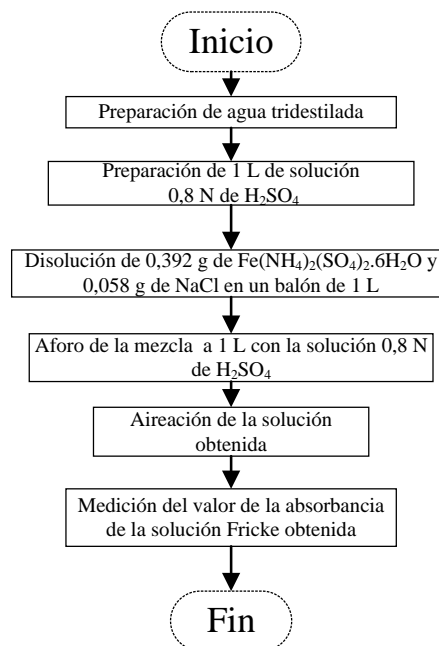 Inicio
Preparación de agua tridestilada
Preparación de 1 L de solución
0,8 N de H₂SO₄
Disolución de 0,392 g de Fe(NH₄)₂(SO₄)₂.6H₂O y
0,058 g de NaCl en un balón de 1 L
Aforo de la mezcla a 1 L con la solución 0,8 N
de H₂SO₄
Aireación de la solución
obtenida
Medición del valor de la absorbancia
de la solución Fricke obtenida
Fin